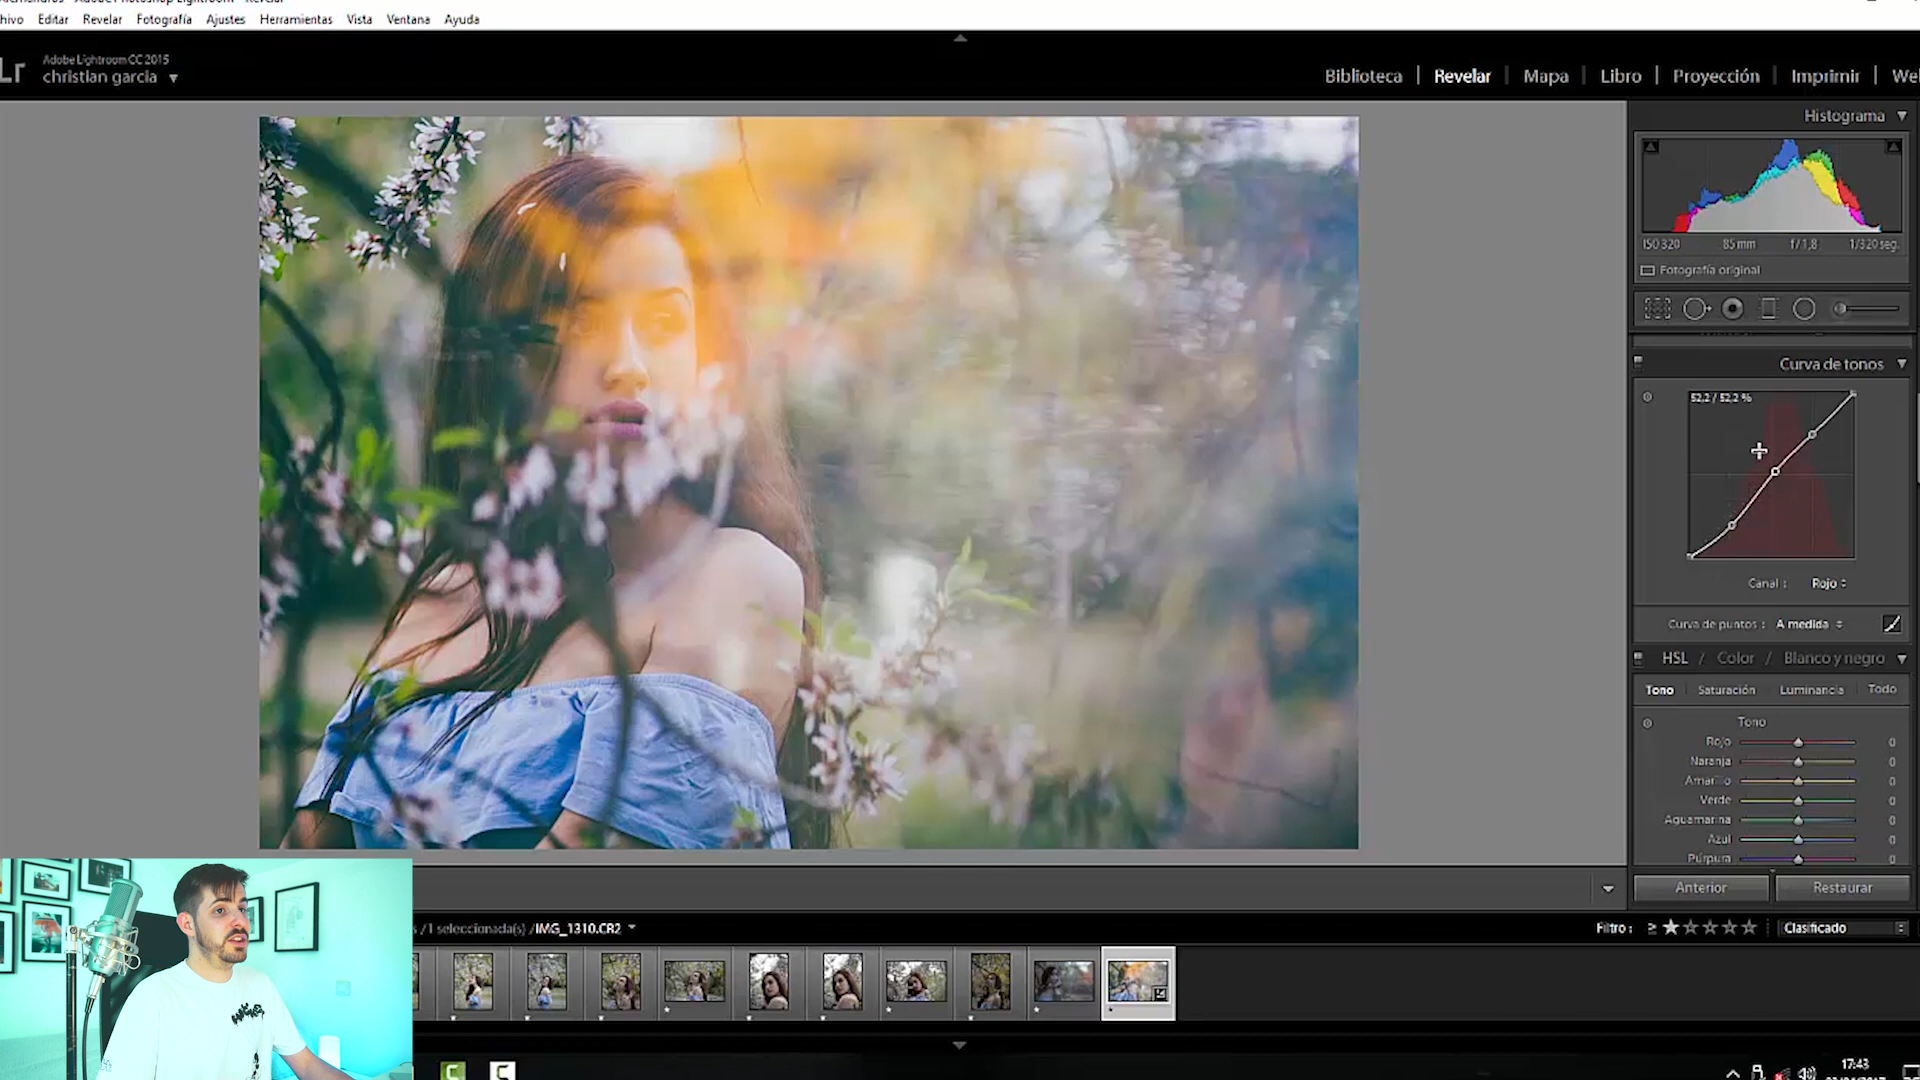 Editar Revelar Fotografía Ajustes Herramientas Vista Ventana Ayuda
Lr
Adobe Lightroom CC 2015
christian garcia
Biblioteca | Revelar | Mapa | Libro | Proyección | Imprimir |
Histograma
ISO 320 85 mm f / 1,8 1/320 seg.
Fotografía original
Curva de tonos
52,2 / 52,2 %
Canal : Rojo
Curva de puntos : A medida
HSL / Color / Blanco y negro
Tono Saturación Luminancia Todo
Tono
Rojo 0
Naranja 0
Amarillo 0
Verde 0
Aguamarina 0
Azul 0
Púrpura 0
Anterior Restaurar
/1 seleccionada(s) /IMG_1310.CR2
Filtro : ≥ ★ Clasificado
17:43